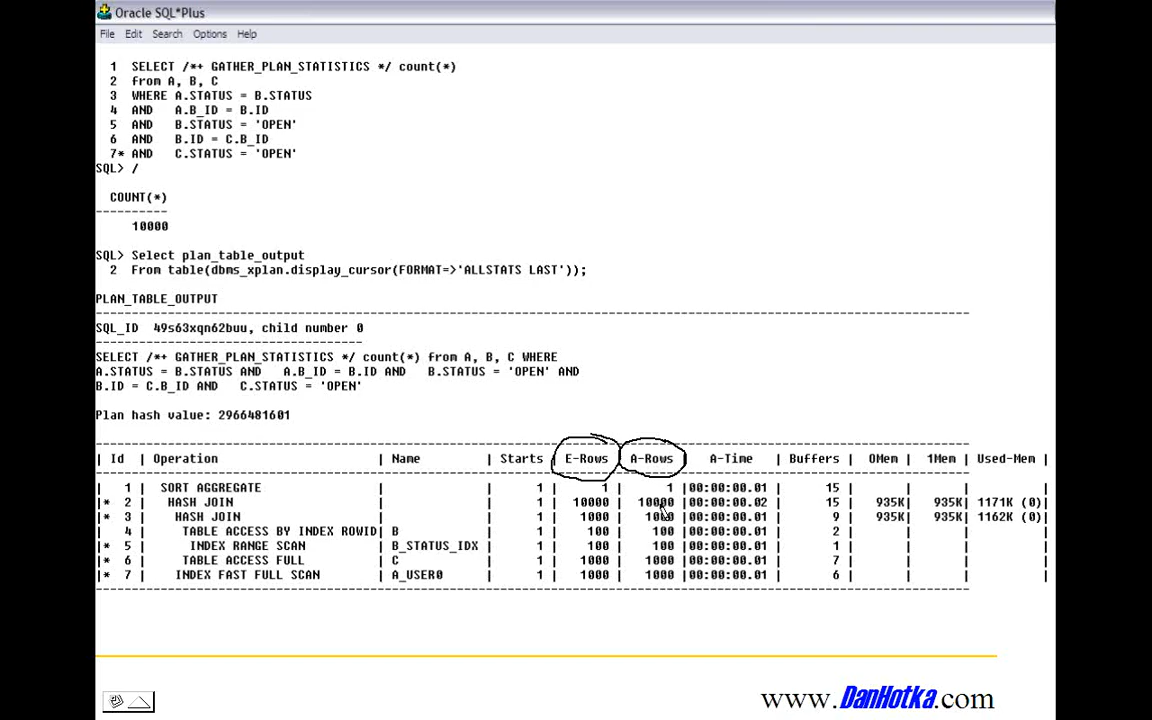 Oracle SQL*Plus
File Edit Search Options Help
1 SELECT /*+ GATHER_PLAN_STATISTICS */ count(*)
2 from A, B, C
3 WHERE A.STATUS = B.STATUS
4 AND A.B_ID = B.ID
5 AND B.STATUS = 'OPEN'
6 AND B.ID = C.B_ID
7* AND C.STATUS = 'OPEN'
SQL> /
COUNT(*)
----------
10000
SQL> Select plan_table_output
2 From table(dbms_xplan.display_cursor(FORMAT=>'ALLSTATS LAST'));
PLAN_TABLE_OUTPUT
SQL_ID 49s63xqn62buu, child number 0
SELECT /*+ GATHER_PLAN_STATISTICS */ count(*) from A, B, C WHERE
A.STATUS = B.STATUS AND A.B_ID = B.ID AND B.STATUS = 'OPEN' AND
B.ID = C.B_ID AND C.STATUS = 'OPEN'
Plan hash value: 2966481601
| Id | Operation | Name | Starts | E-Rows | A-Rows | A-Time | Buffers | 0Mem | 1Mem | Used-Mem |
| 1 | SORT AGGREGATE | | 1 | 1 | 1 |00:00:00.01 | 15 | | | |
|* 2 | HASH JOIN | | 1 | 10000 | 10000 |00:00:00.02 | 15 | 935K| 935K| 1171K (0)|
|* 3 | HASH JOIN | | 1 | 1000 | 1000 |00:00:00.01 | 9 | 935K| 935K| 1162K (0)|
| 4 | TABLE ACCESS BY INDEX ROWID| B | 1 | 100 | 100 |00:00:00.01 | 2 | | | |
|* 5 | INDEX RANGE SCAN | B_STATUS_IDX | 1 | 100 | 100 |00:00:00.01 | 1 | | | |
|* 6 | TABLE ACCESS FULL | C | 1 | 1000 | 1000 |00:00:00.01 | 7 | | | |
|* 7 | INDEX FAST FULL SCAN | A_USER0 | 1 | 1000 | 1000 |00:00:00.01 | 6 | | | |
www.DanHotka.com